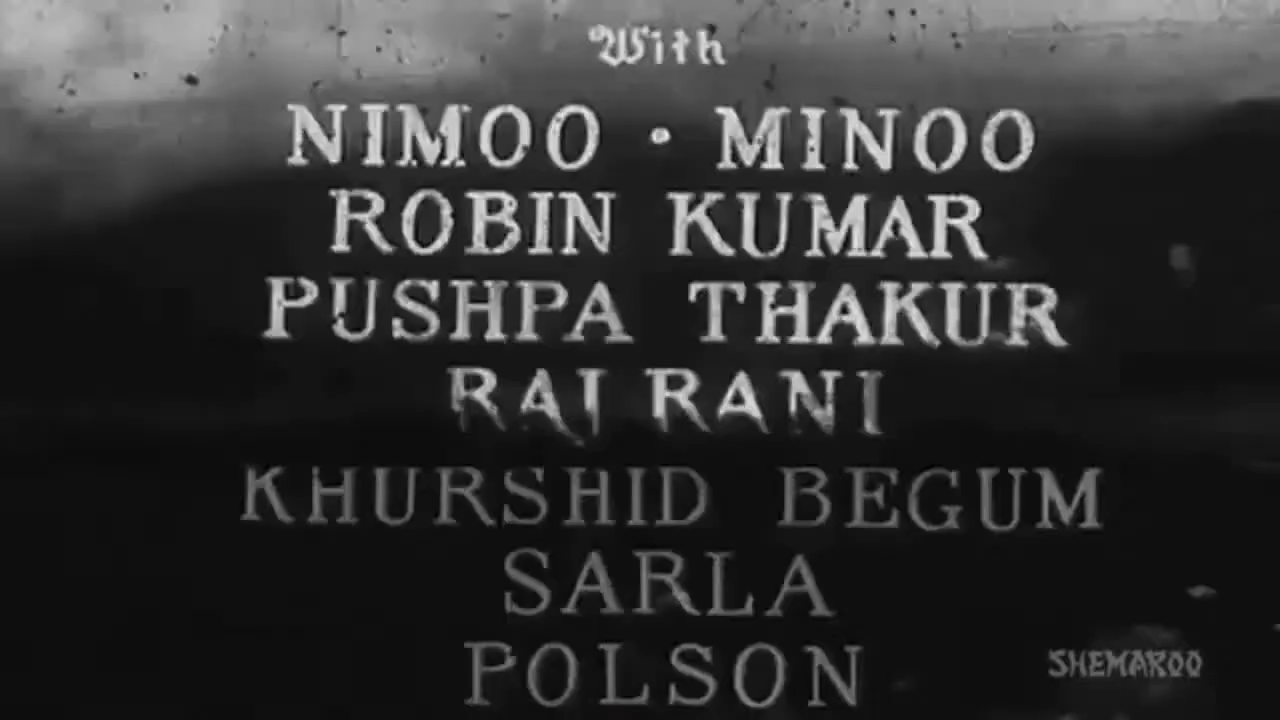 With
NIMOO • MINOO
ROBIN KUMAR
PUSHPA THAKUR
RAJ RANI
KHURSHID BEGUM
SARLA
POLSON
SHEMAROO